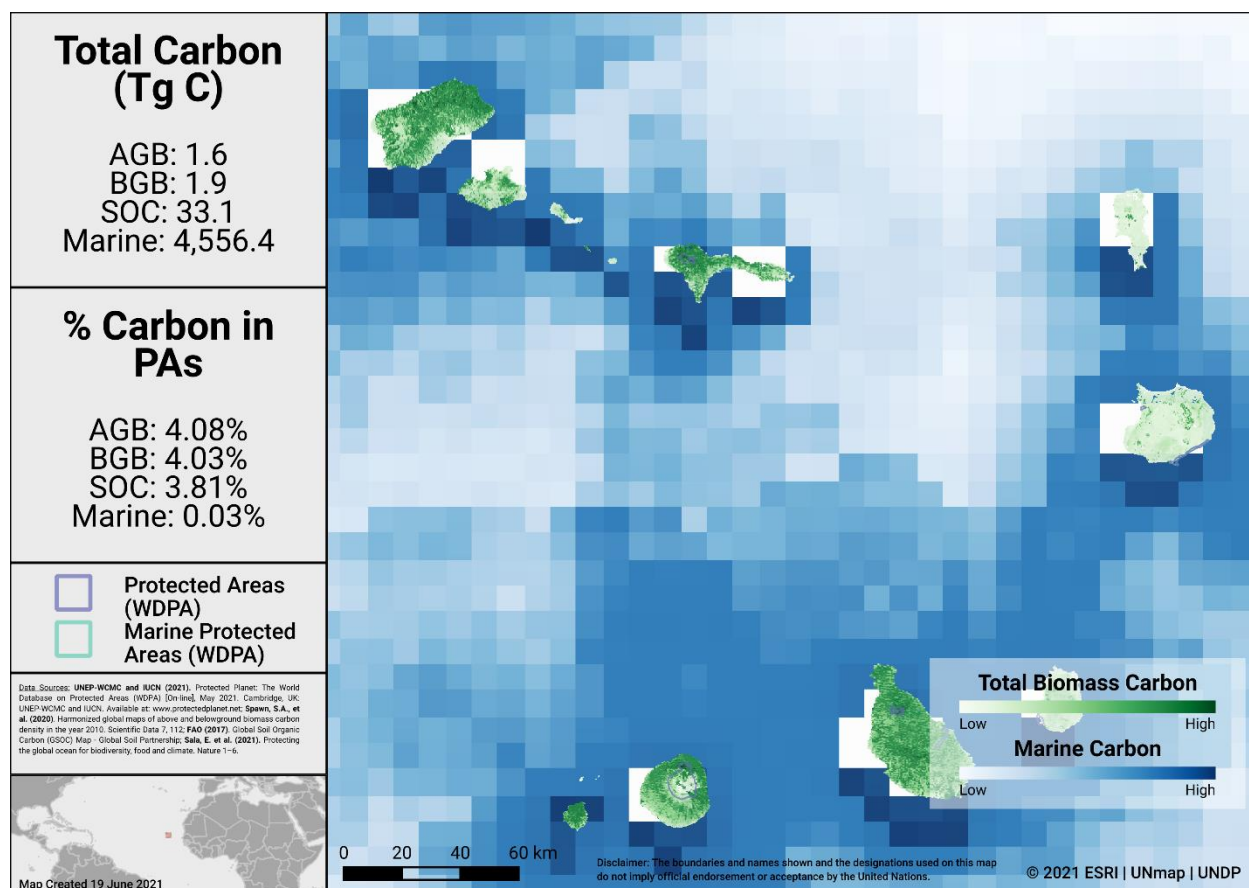 Total Carbon
(Tg C)
AGB: 1.6
BGB: 1.9
SOC: 33.1
Marine: 4,556.4
% Carbon in
PAs
AGB: 4.08%
BGB: 4.03%
SOC: 3.81%
Marine: 0.03%
Protected Areas
(WDPA)
Marine Protected
Areas (WDPA)
Data Sources: UNEP-WCMC and IUCN (2021). Protected Planet: The World
Database on Protected Areas (WDPA) [On-line], May 2021. Cambridge, UK:
UNEP-WCMC and IUCN. Available at: www.protectedplanet.net; Spawn, S.A., et
al. (2020). Harmonized global maps of above and belowground biomass carbon
density in the year 2010. Scientific Data 7, 112; FAO (2017). Global Soil Organic
Carbon (GSOC) Map - Global Soil Partnership; Sala, E. et al. (2021). Protecting
the global ocean for biodiversity, food and climate. Nature 1–6.
Map Created 19 June 2021
Total Biomass Carbon
Low High
Marine Carbon
Low High
0 20 40 60 km
Disclaimer: The boundaries and names shown and the designations used on this map
do not imply official endorsement or acceptance by the United Nations.
© 2021 ESRI | UNmap | UNDP